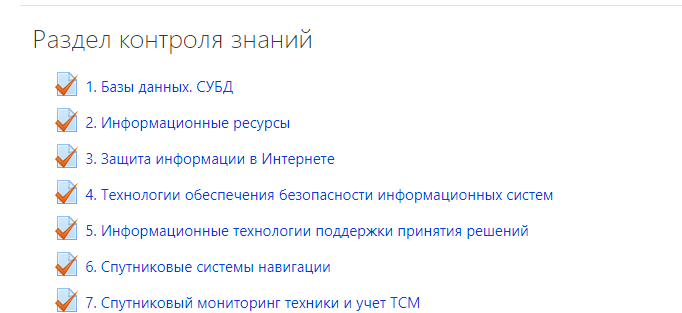 Раздел контроля знаний
1. Базы данных. СУБД
2. Информационные ресурсы
3. Защита информации в Интернете
4. Технологии обеспечения безопасности информационных систем
5. Информационные технологии поддержки принятия решений
6. Спутниковые системы навигации
7. Спутниковый мониторинг техники и учет ТСМ